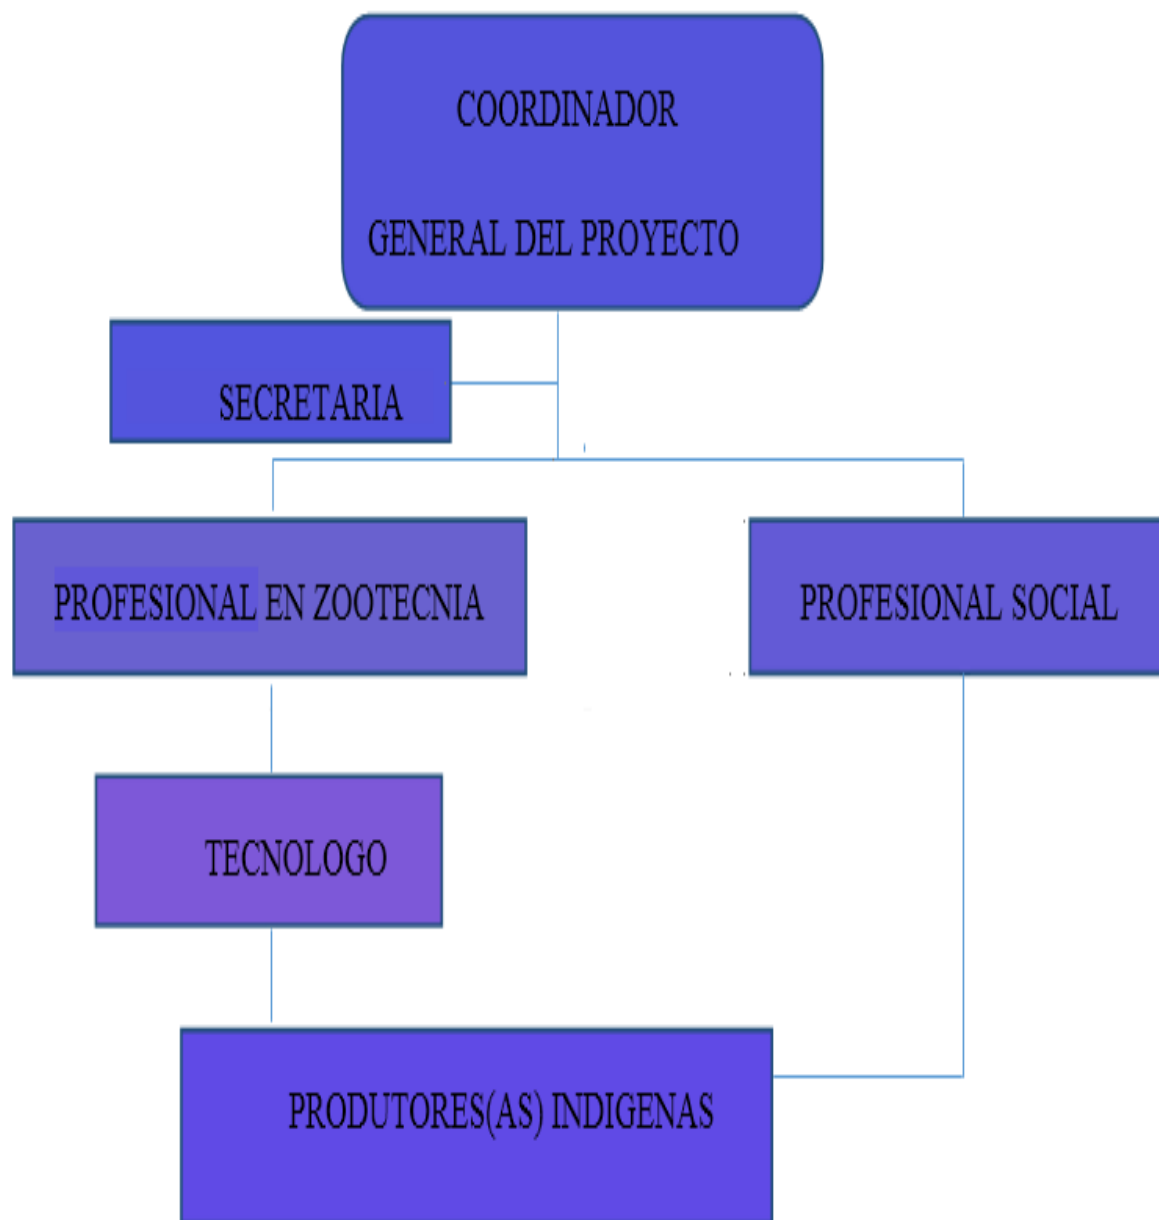 COORDINADOR
GENERAL DEL PROYECTO
SECRETARIA
PROFESIONAL EN ZOOTECNIA
PROFESIONAL SOCIAL
TECNOLOGO
PRODUTORES(AS) INDIGENAS